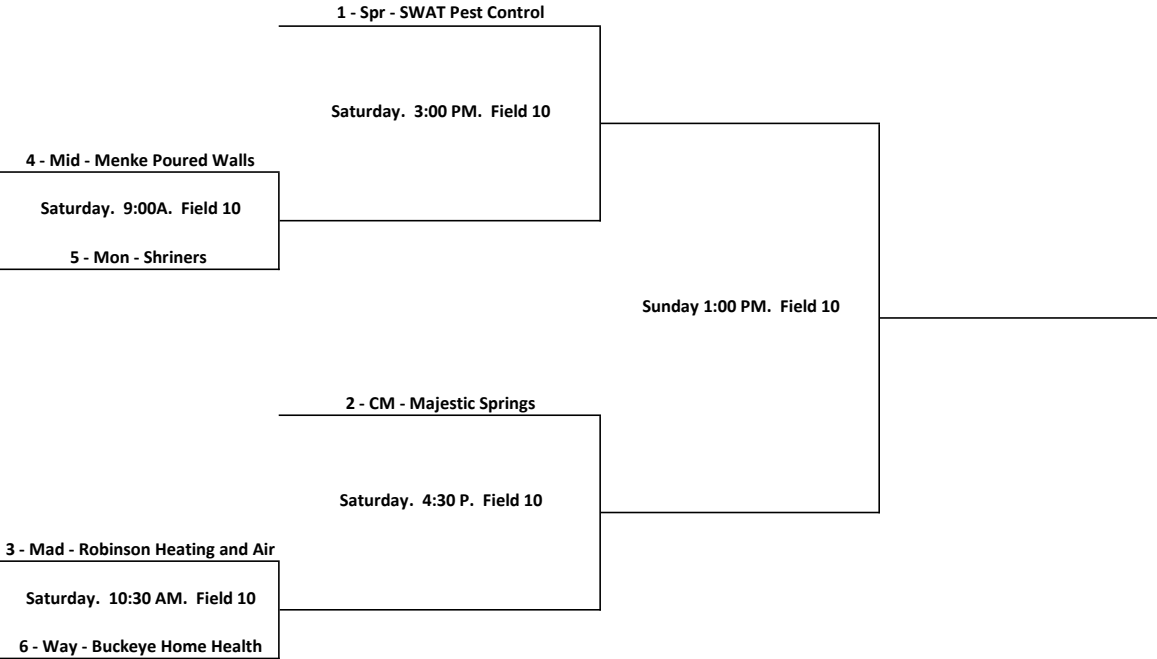 1 - Spr - SWAT Pest Control
Saturday.  3:00 PM.  Field 10
4 - Mid - Menke Poured Walls
Saturday.  9:00A.  Field 10
5 - Mon - Shriners
Sunday 1:00 PM.  Field 10
2 - CM - Majestic Springs
Saturday.  4:30 P.  Field 10
3 - Mad - Robinson Heating and Air
Saturday.  10:30 AM.  Field 10
6 - Way - Buckeye Home Health